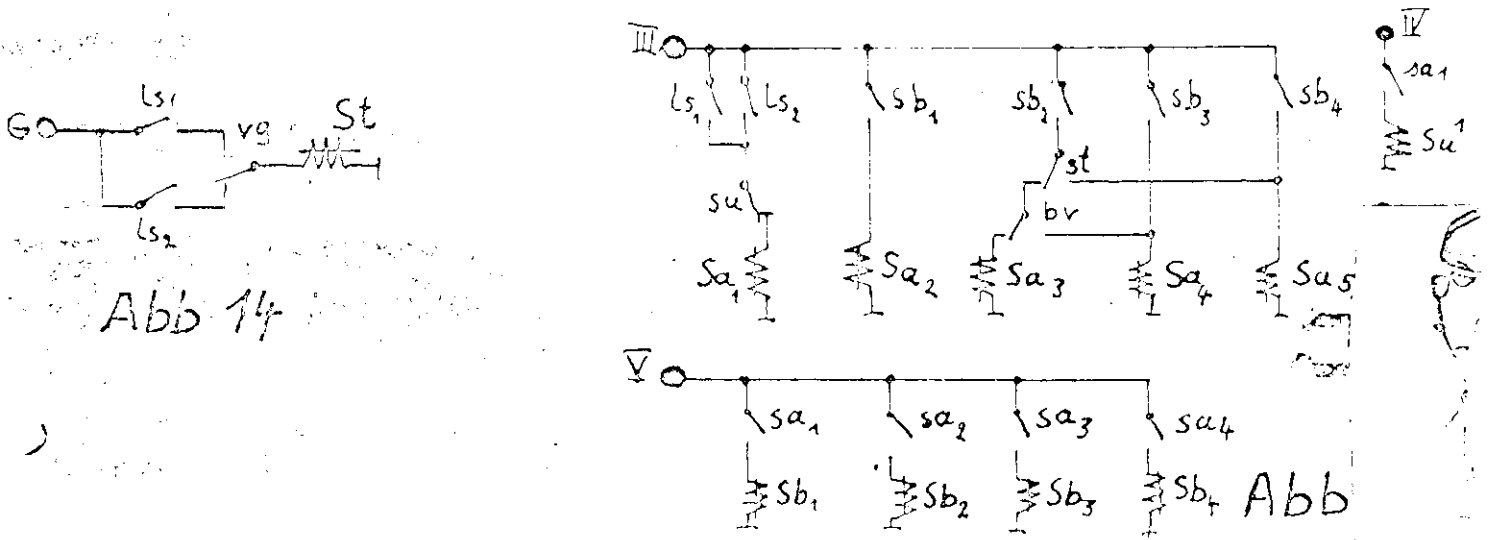 G
ls₁
vg
St
ls₂
Abb 14
III
ls₁
ls₂
sb₁
sb₂
sb₃
sb₄
st
su
bv
Sa₁
Sa₂
Sa₃
Sa₄
Sa5
IV
sa₁
Su¹
V
sa₁
sa₂
sa₃
sa₄
Sb₁
Sb₂
Sb₃
Sb₄
Abb